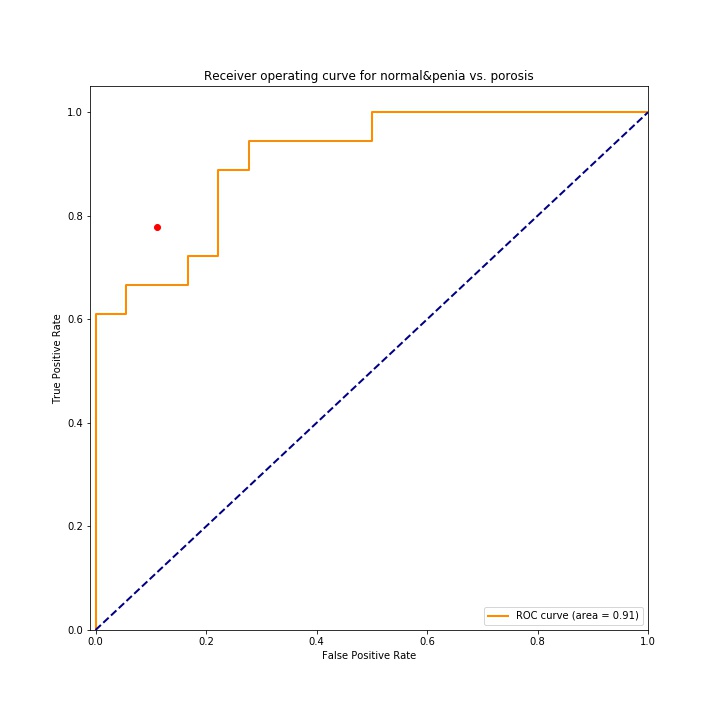 Receiver operating curve for normal&penia vs. porosis
True Positive Rate
1.0
0.8
0.6
0.4
0.2
0.0
0.0 0.2 0.4 0.6 0.8 1.0
False Positive Rate
ROC curve (area = 0.91)